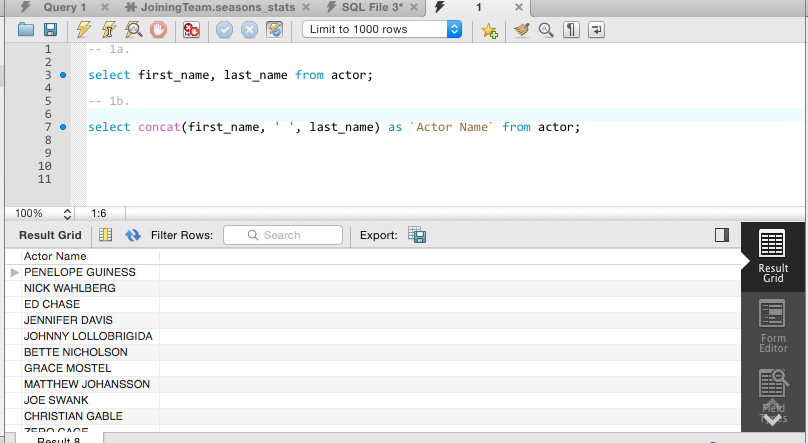 Query 1 JoiningTeam.seasons_stats SQL File 3* 1
Limit to 1000 rows
1 -- 1a.
2
3 select first_name, last_name from actor;
4
5 -- 1b.
6
7 select concat(first_name, ' ', last_name) as `Actor Name` from actor;
8
9
10
11
100% 1:6
Result Grid Filter Rows: Search Export:
Actor Name
PENELOPE GUINESS
NICK WAHLBERG
ED CHASE
JENNIFER DAVIS
JOHNNY LOLLOBRIGIDA
BETTE NICHOLSON
GRACE MOSTEL
MATTHEW JOHANSSON
JOE SWANK
CHRISTIAN GABLE
ZERO CAGE
Result 8
Result
Grid
Form
Editor
Field
Types